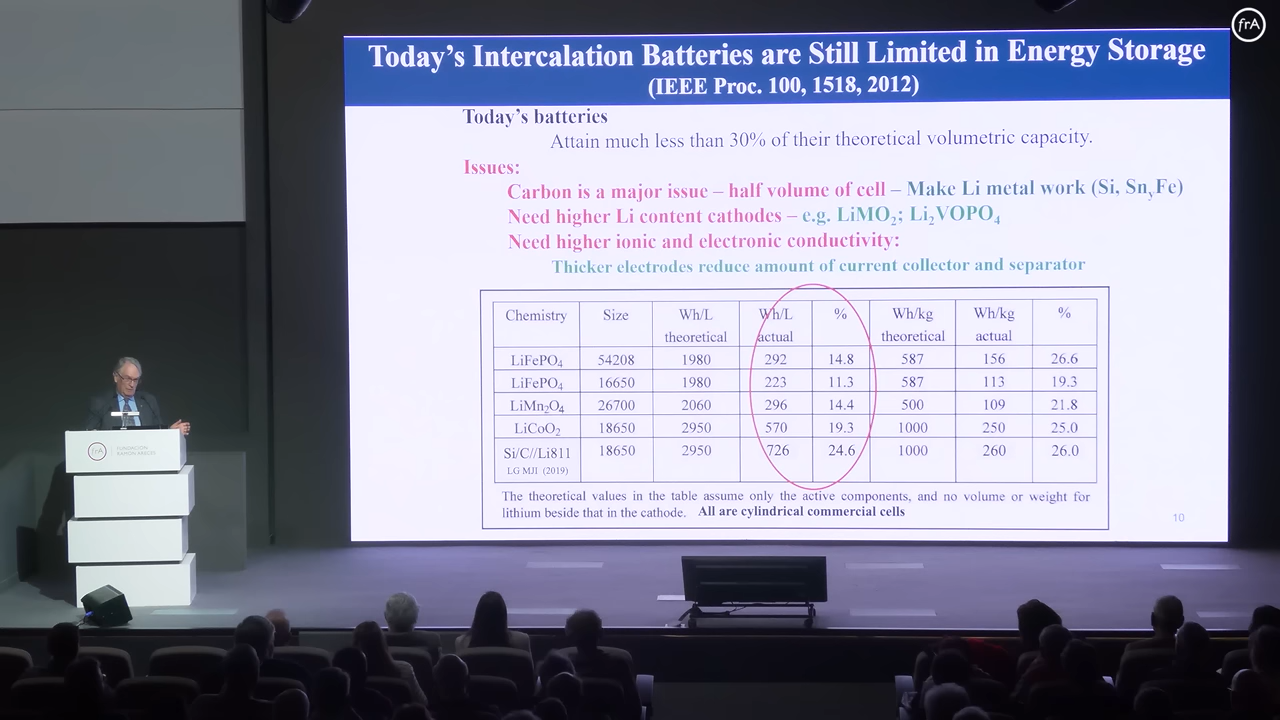 frA
Today's Intercalation Batteries are Still Limited in Energy Storage
(IEEE Proc. 100, 1518, 2012)
Today's batteries
Attain much less than 30% of their theoretical volumetric capacity.
Issues:
Carbon is a major issue – half volume of cell – Make Li metal work (Si, SnyFe)
Need higher Li content cathodes – e.g. LiMO₂; Li₂VOPO₄
Need higher ionic and electronic conductivity:
Thicker electrodes reduce amount of current collector and separator
Chemistry Size Wh/L theoretical Wh/L actual % Wh/kg theoretical Wh/kg actual %
LiFePO₄ 54208 1980 292 14.8 587 156 26.6
LiFePO₄ 16650 1980 223 11.3 587 113 19.3
LiMn₂O₄ 26700 2060 296 14.4 500 109 21.8
LiCoO₂ 18650 2950 570 19.3 1000 250 25.0
Si/C//Li811 18650 2950 726 24.6 1000 260 26.0
LG MJ1 (2019)
The theoretical values in the table assume only the active components, and no volume or weight for
lithium beside that in the cathode. All are cylindrical commercial cells
10
frA
FUNDACIÓN
RAMÓN ARECES